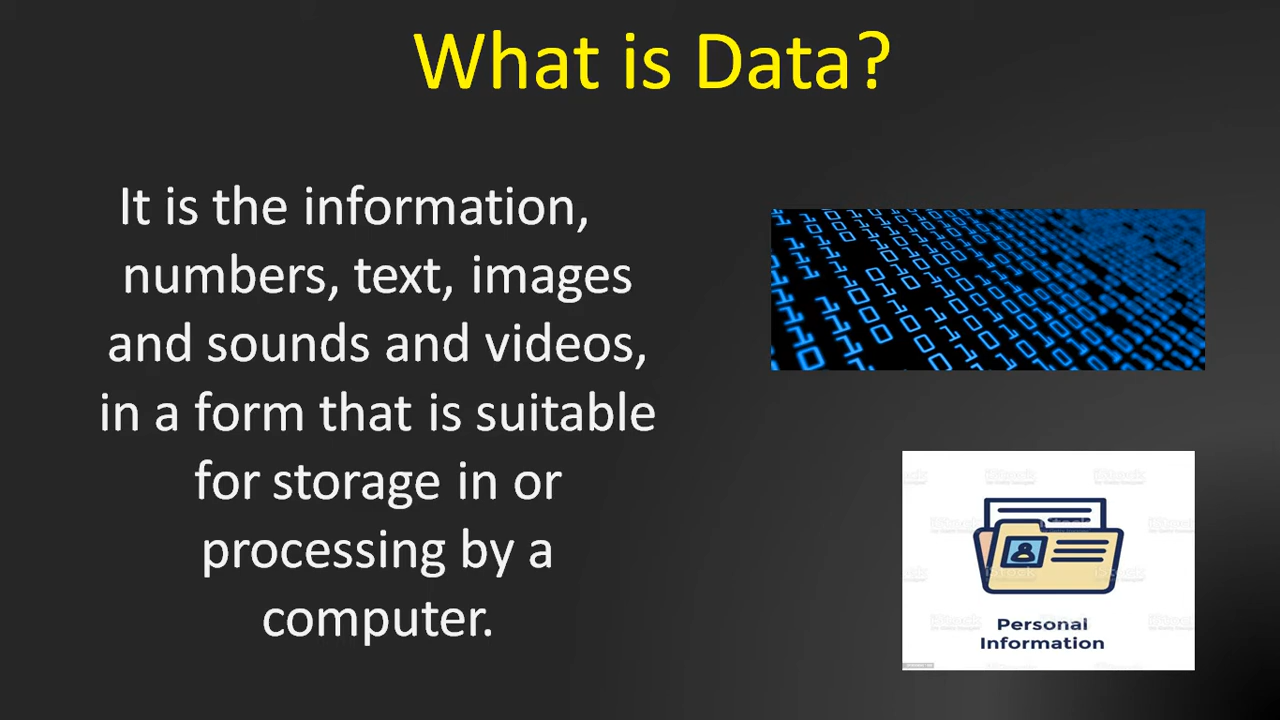 What is Data?
It is the information,
numbers, text, images
and sounds and videos,
in a form that is suitable
for storage in or
processing by a
computer.
Personal
Information